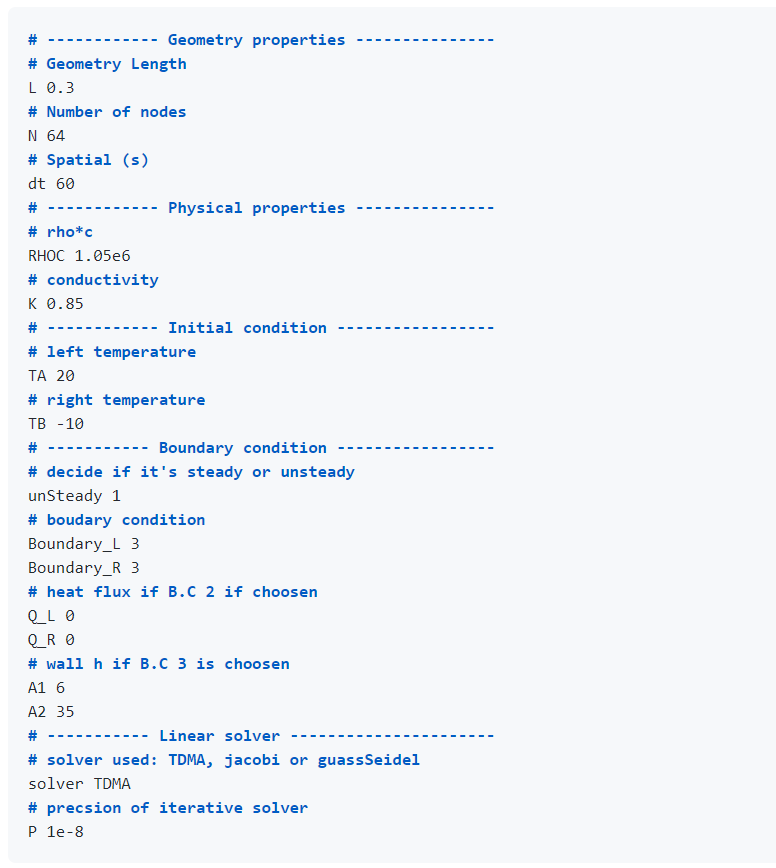 # ------------ Geometry properties ---------------
# Geometry Length
L 0.3
# Number of nodes
N 64
# Spatial (s)
dt 60
# ------------ Physical properties ---------------
# rho*c
RHOC 1.05e6
# conductivity
K 0.85
# ------------ Initial condition -----------------
# left temperature
TA 20
# right temperature
TB -10
# ----------- Boundary condition -----------------
# decide if it's steady or unsteady
unSteady 1
# boudary condition
Boundary_L 3
Boundary_R 3
# heat flux if B.C 2 if choosen
Q_L 0
Q_R 0
# wall h if B.C 3 is choosen
A1 6
A2 35
# ----------- Linear solver ----------------------
# solver used: TDMA, jacobi or guassSeidel
solver TDMA
# precsion of iterative solver
P 1e-8